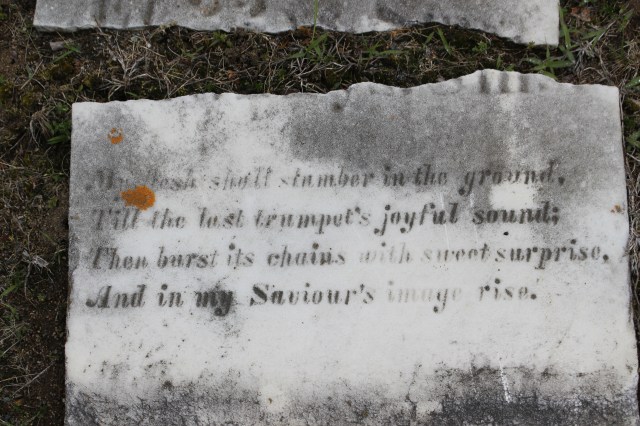 My flesh shall slumber in the ground,
Till the last trumpet's joyful sound;
Then burst its chains with sweet surprise,
And in my Saviour's image rise.